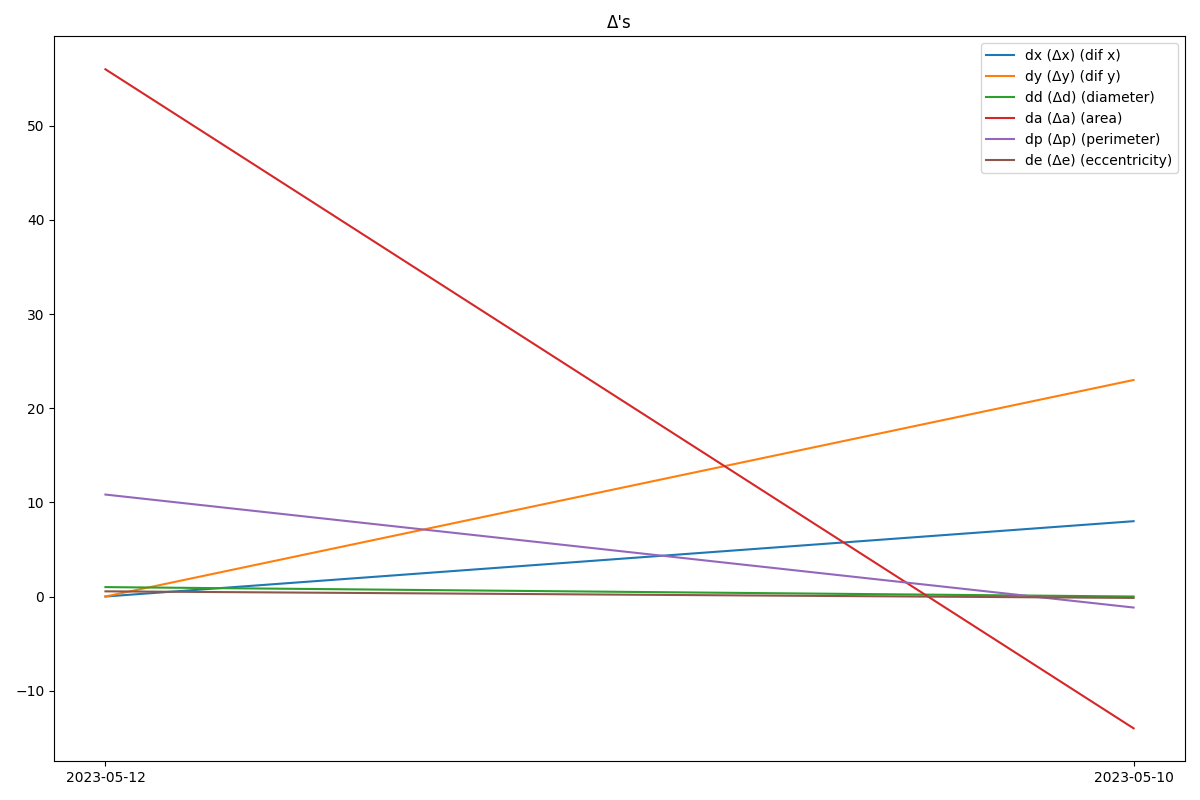 Δ's
dx (Δx) (dif x)
dy (Δy) (dif y)
dd (Δd) (diameter)
da (Δa) (area)
dp (Δp) (perimeter)
de (Δe) (eccentricity)
50
40
30
20
10
0
−10
2023-05-12
2023-05-10